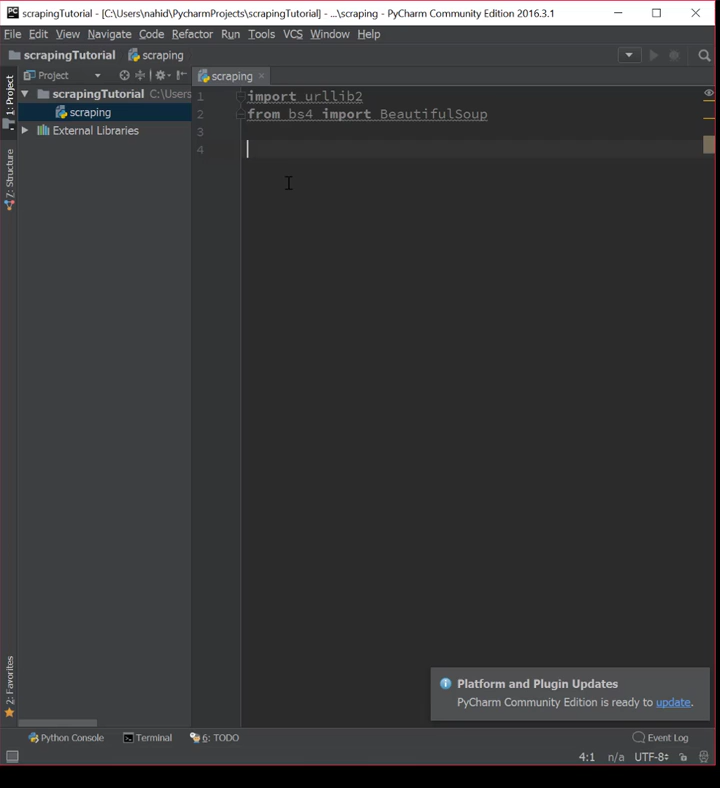 PC scrapingTutorial - [C:\Users\nahid\PycharmProjects\scrapingTutorial] - ...\scraping - PyCharm Community Edition 2016.3.1
File Edit View Navigate Code Refactor Run Tools VCS Window Help
scrapingTutorial scraping
Project scraping
1: Project
scrapingTutorial C:\Users
scraping
External Libraries
1 import urllib2
2 from bs4 import BeautifulSoup
3
4
7: Structure
2: Favorites
Platform and Plugin Updates
PyCharm Community Edition is ready to update.
Python Console Terminal 6: TODO Event Log
4:1 n/a UTF-8